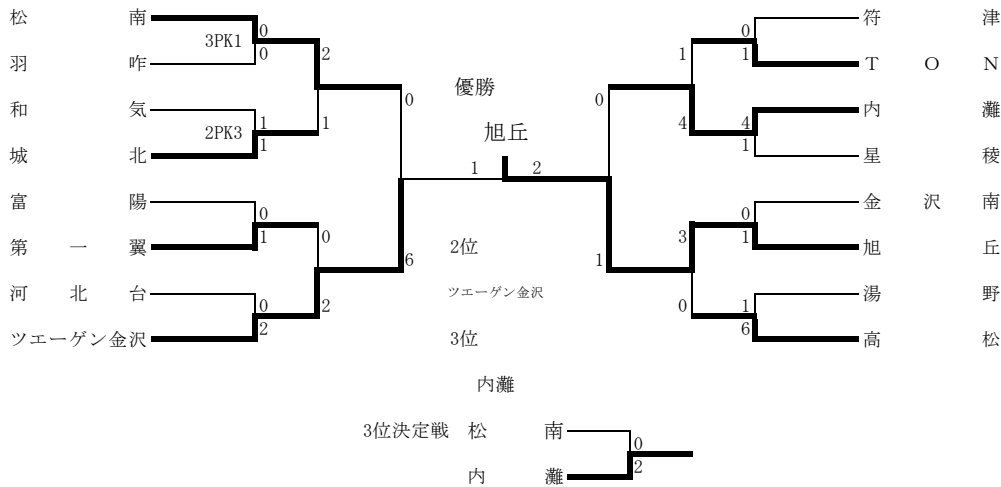 松南
0
3PK1
0
羽咋
2
和気
1
2PK3
1
城北
1
0
富陽
0
第一翼
1
0
河北台
0
ツエーゲン金沢
2
2
6
優勝
旭丘
1 2
2位
ツエーゲン金沢
3位
内灘
符津
0
1
TON
1
内灘
4
4
星稜
1
0
金沢南
0
旭丘
1
3
湯野
1
高松
6
0
1
3位決定戦 松南
0
内灘
2